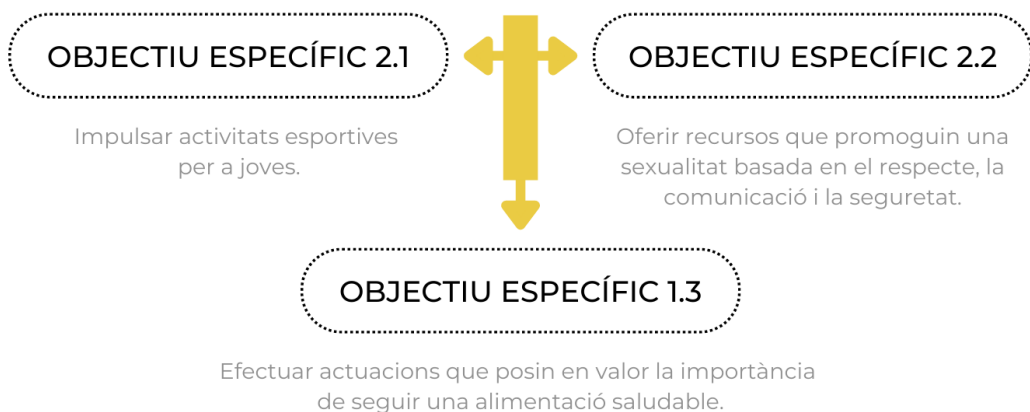 OBJECTIU ESPECÍFIC 2.1
Impulsar activitats esportives
per a joves.
OBJECTIU ESPECÍFIC 2.2
Oferir recursos que promoguin una
sexualitat basada en el respecte, la
comunicació i la seguretat.
OBJECTIU ESPECÍFIC 1.3
Efectuar actuacions que posin en valor la importància
de seguir una alimentació saludable.